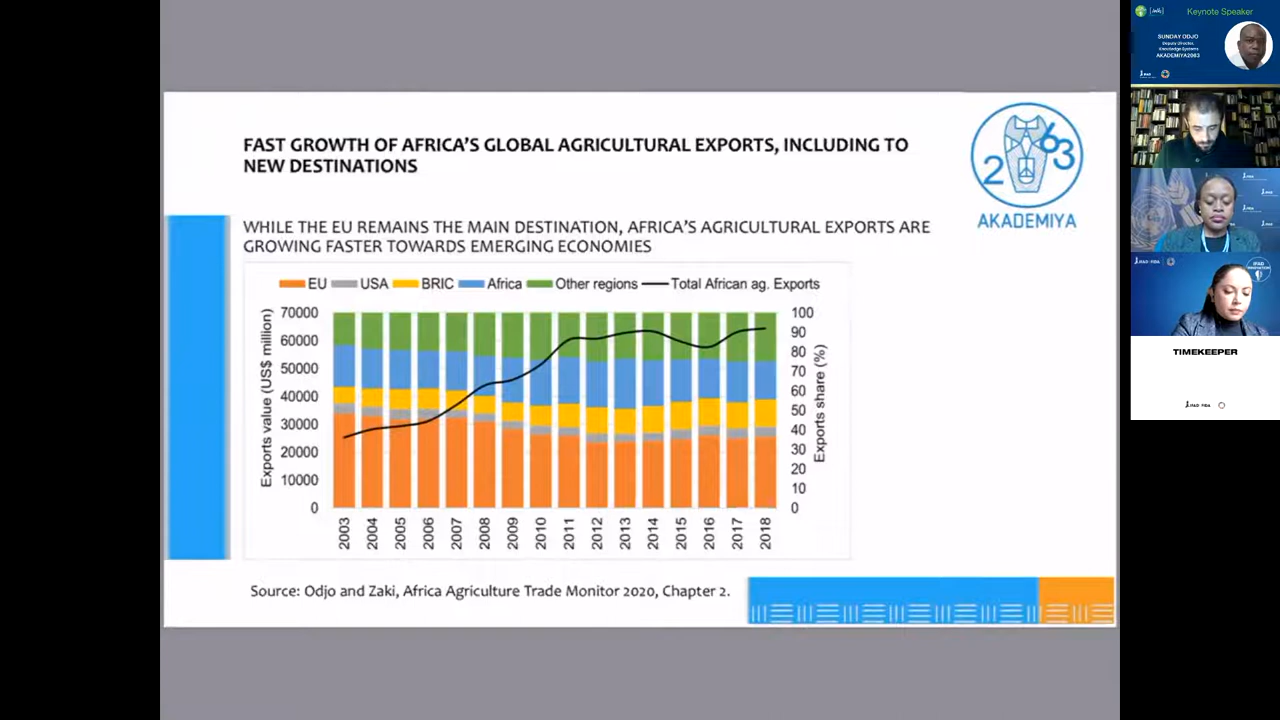 FAST GROWTH OF AFRICA'S GLOBAL AGRICULTURAL EXPORTS, INCLUDING TO
NEW DESTINATIONS
2063
AKADEMIYA
WHILE THE EU REMAINS THE MAIN DESTINATION, AFRICA'S AGRICULTURAL EXPORTS ARE
GROWING FASTER TOWARDS EMERGING ECONOMIES
EU USA BRIC Africa Other regions Total African ag. Exports
Exports value (US$ million)
70000
60000
50000
40000
30000
20000
10000
0
100
90
80
70
60
50
40
30
20
10
0
Exports share (%)
2003 2004 2005 2006 2007 2008 2009 2010 2011 2012 2013 2014 2015 2016 2017 2018
Source: Odjo and Zaki, Africa Agriculture Trade Monitor 2020, Chapter 2.
Keynote Speaker
SUNDAY ODJO
Deputy Director,
Knowledge Systems
AKADEMIYA2063
TIMEKEEPER